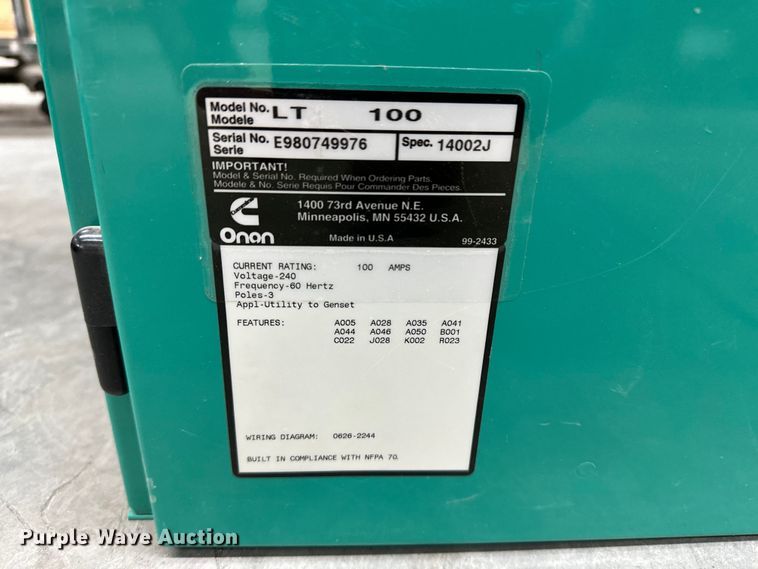 Model No. LT 100
Modele
Serial No. E980749976 Spec. 14002J
Serie
IMPORTANT!
Model & Serial No. Required When Ordering Parts.
Modele & No. Serie Requis Pour Commander Des Pieces.
1400 73rd Avenue N.E.
Minneapolis, MN 55432 U.S.A.
Onan Made in U.S.A 99-2433
CURRENT RATING: 100 AMPS
Voltage-240
Frequency-60 Hertz
Poles-3
Appl-Utility to Genset
FEATURES: A005 A028 A035 A041
A044 A046 A050 B001
C022 J028 K002 R023
WIRING DIAGRAM: 0626-2244
BUILT IN COMPLIANCE WITH NFPA 70.
Purple Wave Auction